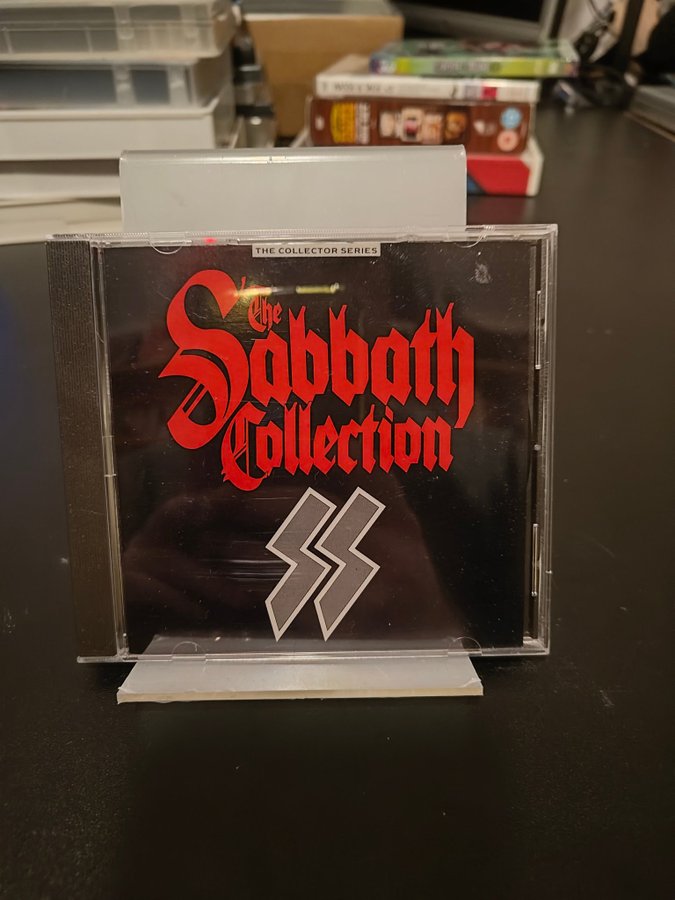 THE COLLECTOR SERIES
The
Sabbath
Collection